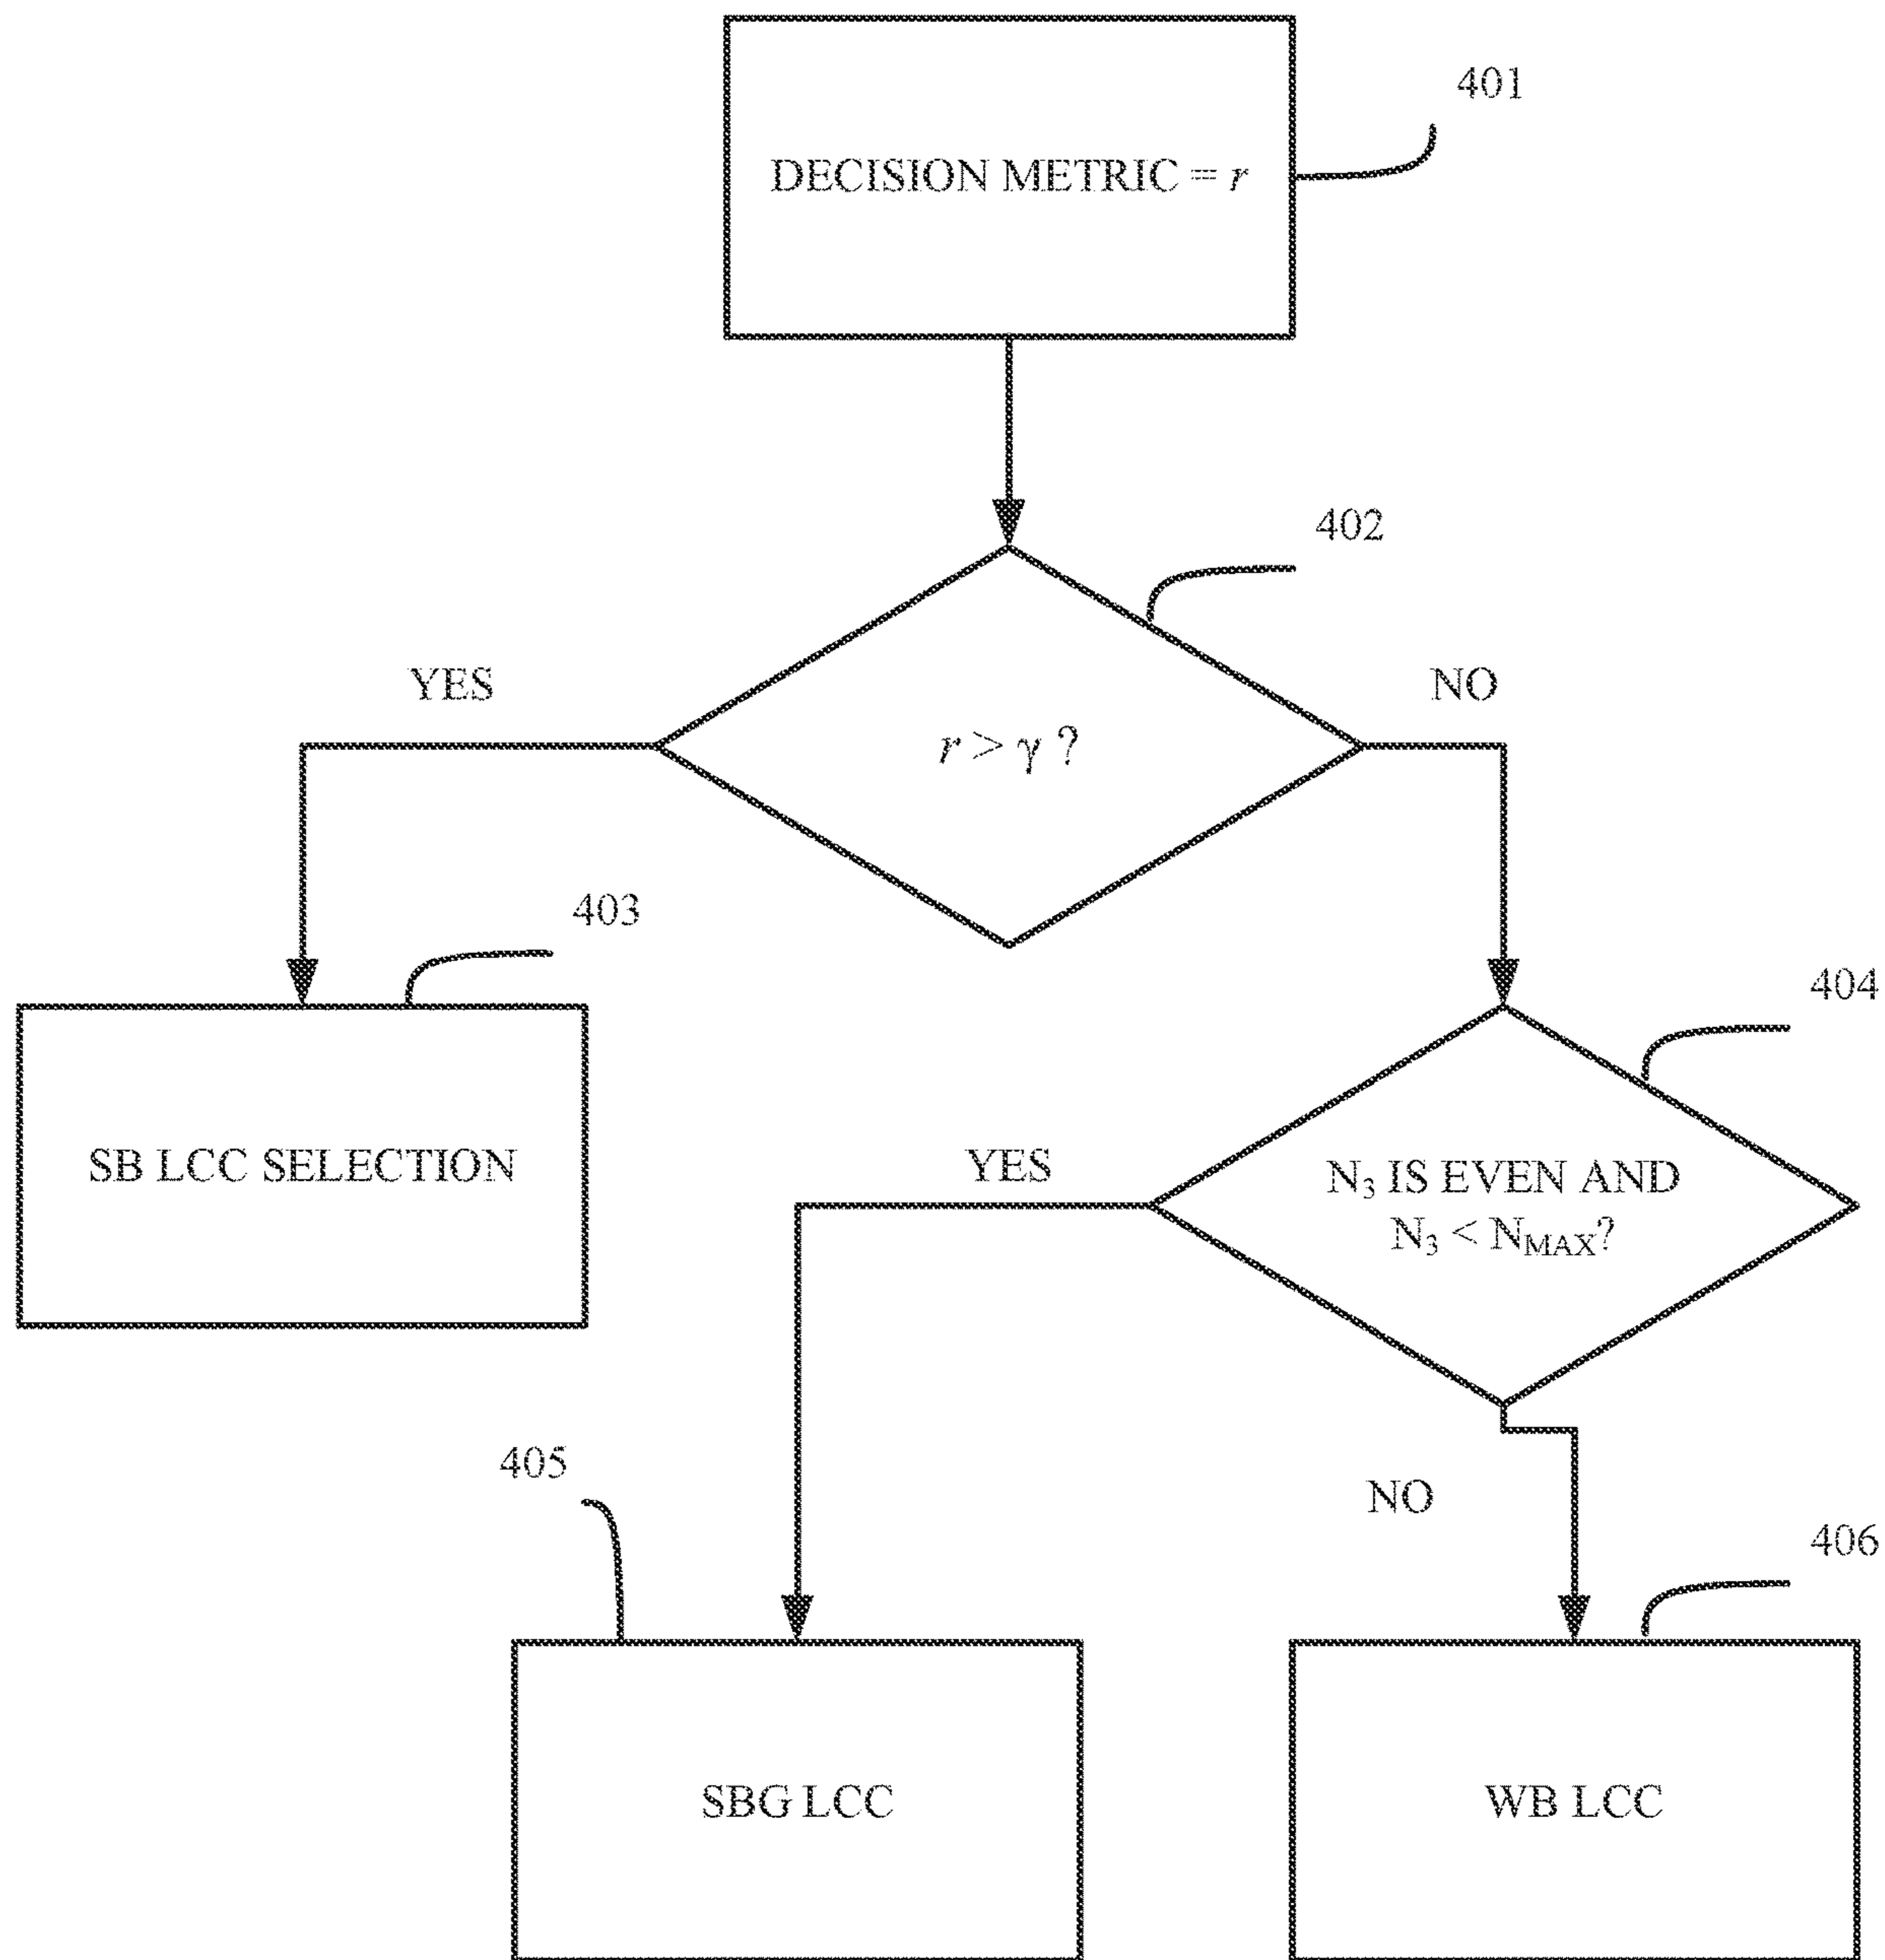 401
DECISION METRIC = r
402
YES
NO
r > γ ?
403
404
SB LCC SELECTION
YES
N₃ IS EVEN AND
N₃ < N_MAX?
405
NO
406
SBG LCC
WB LCC